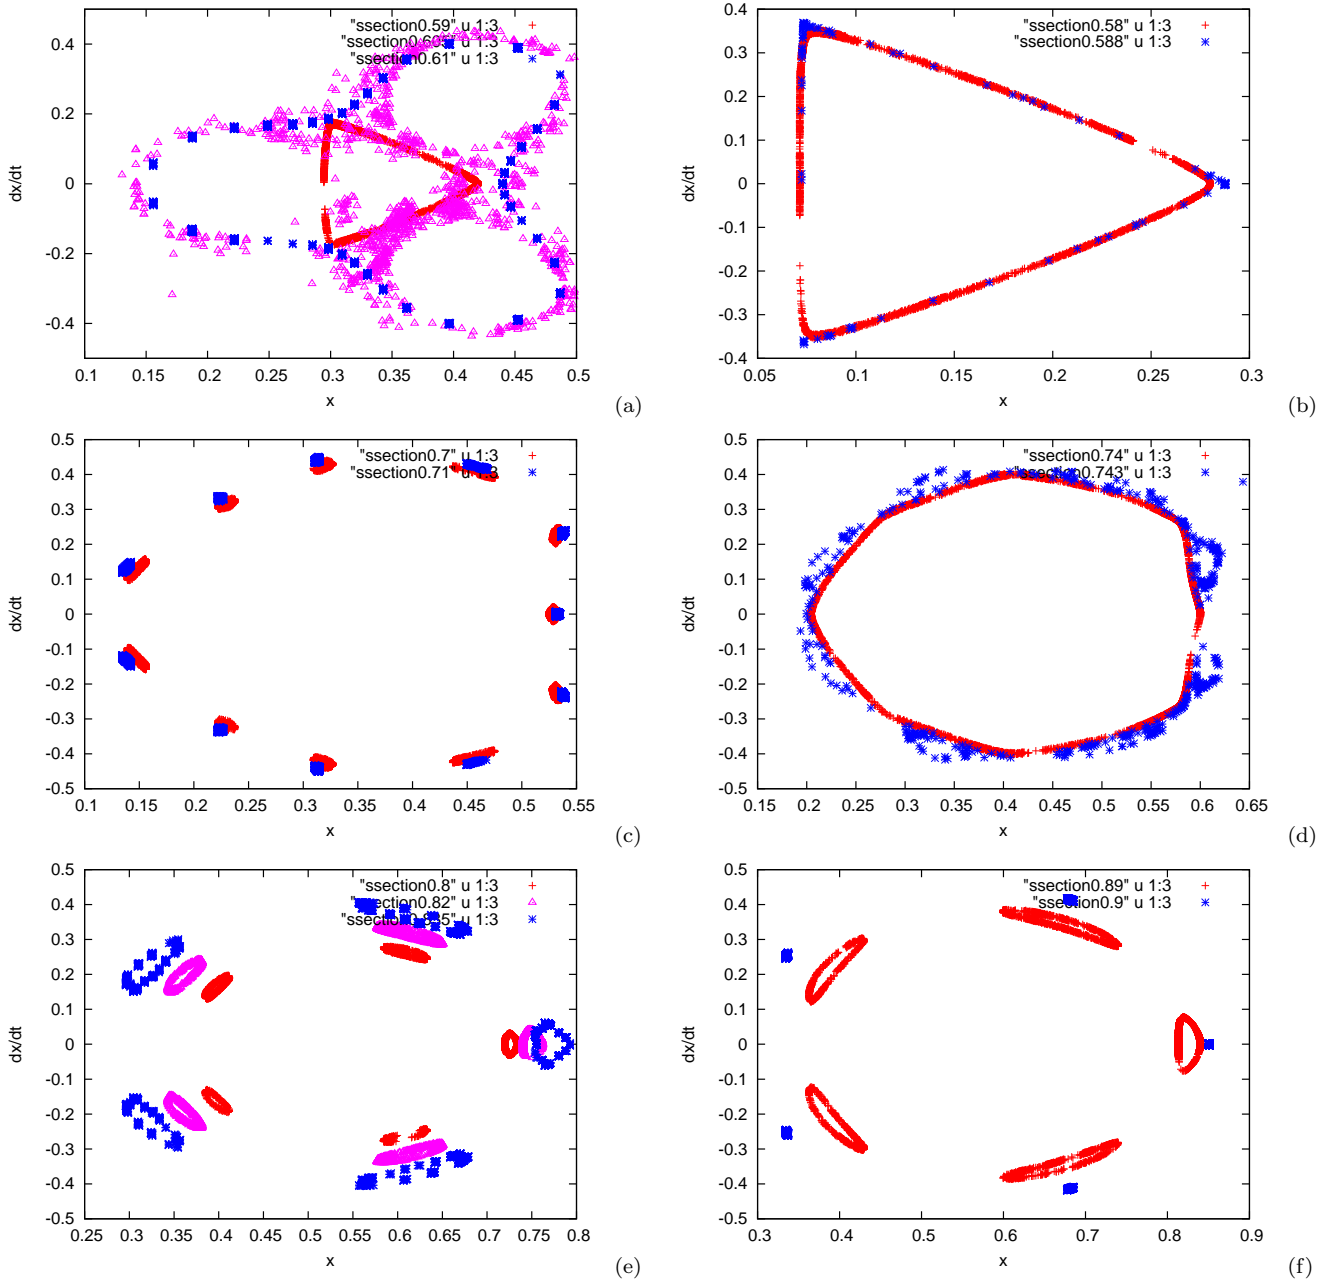 "ssection0.59" u 1:3
u 1:3
"ssection0.61" u 1:3
0.4
0.2
0
-0.2
-0.4
dx/dt
0.1 0.15 0.2 0.25 0.3 0.35 0.4 0.45 0.5
x
(a)
"ssection0.58" u 1:3
"ssection0.588" u 1:3
0.4
0.3
0.2
0.1
0
-0.1
-0.2
-0.3
-0.4
dx/dt
0.05 0.1 0.15 0.2 0.25 0.3
x
(b)
"ssection0.7" u 1:3
"ssection0.71" u 1:3
0.5
0.4
0.3
0.2
0.1
0
-0.1
-0.2
-0.3
-0.4
-0.5
dx/dt
0.1 0.15 0.2 0.25 0.3 0.35 0.4 0.45 0.5 0.55
x
(c)
"ssection0.74" u 1:3
"ssection0.743" u 1:3
0.5
0.4
0.3
0.2
0.1
0
-0.1
-0.2
-0.3
-0.4
-0.5
dx/dt
0.15 0.2 0.25 0.3 0.35 0.4 0.45 0.5 0.55 0.6 0.65
x
(d)
"ssection0.8" u 1:3
"ssection0.82" u 1:3
u 1:3
0.5
0.4
0.3
0.2
0.1
0
-0.1
-0.2
-0.3
-0.4
-0.5
dx/dt
0.25 0.3 0.35 0.4 0.45 0.5 0.55 0.6 0.65 0.7 0.75 0.8
x
(e)
"ssection0.89" u 1:3
"ssection0.9" u 1:3
0.5
0.4
0.3
0.2
0.1
0
-0.1
-0.2
-0.3
-0.4
-0.5
dx/dt
0.3 0.4 0.5 0.6 0.7 0.8 0.9
x
(f)